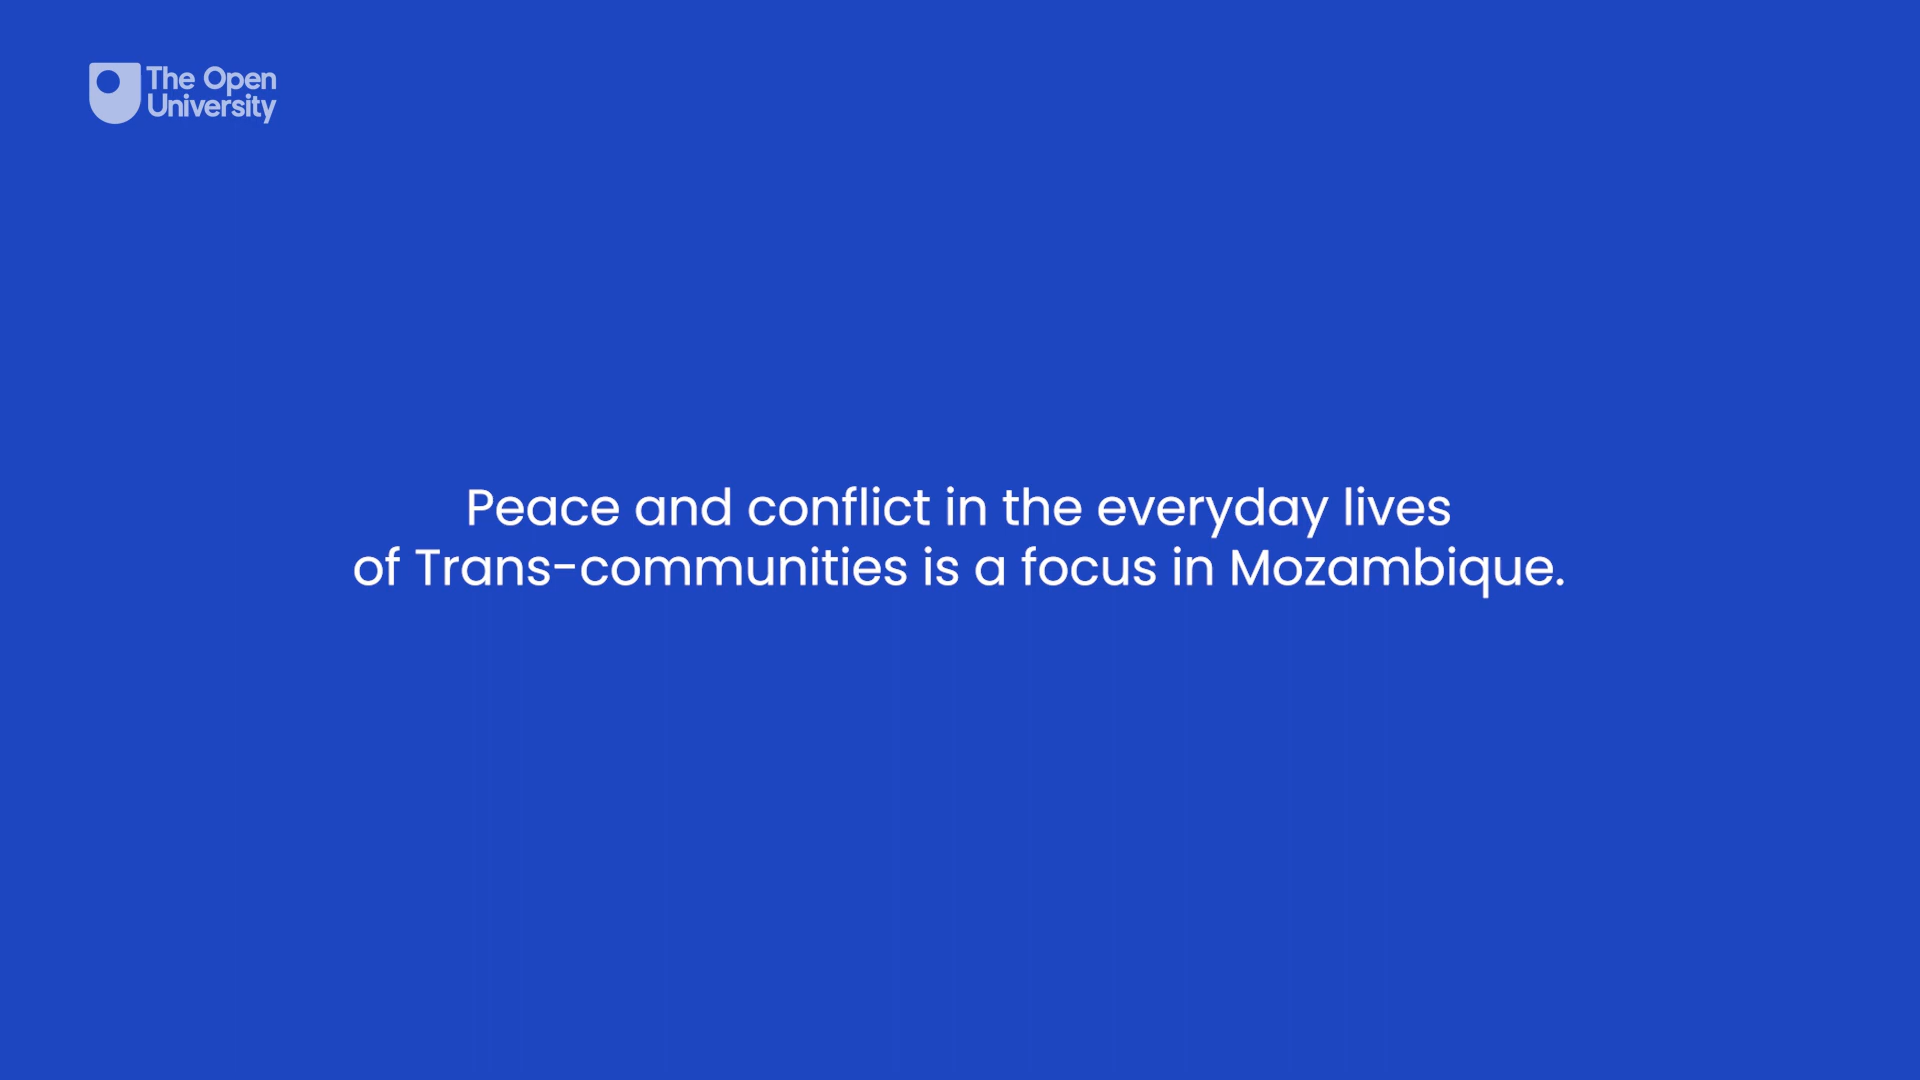 The Open
University
Peace and conflict in the everyday lives
of Trans-communities is a focus in Mozambique.